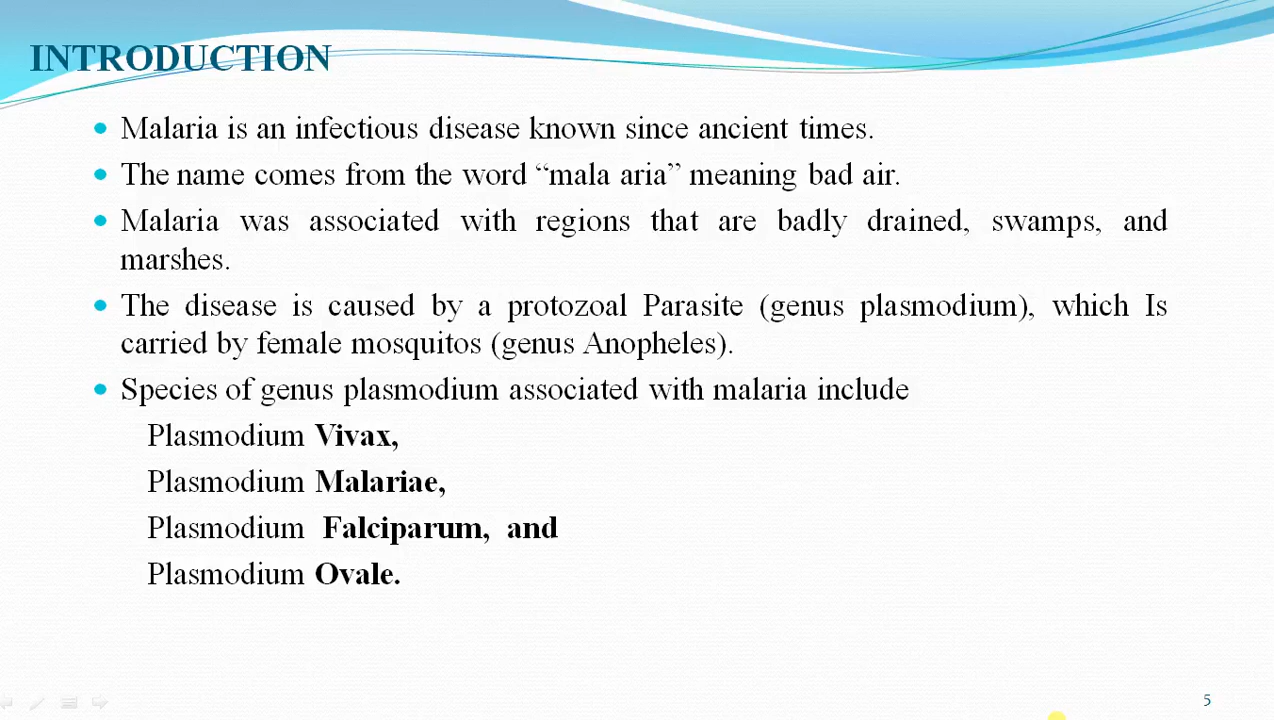 INTRODUCTION
Malaria is an infectious disease known since ancient times.
The name comes from the word “mala aria” meaning bad air.
Malaria was associated with regions that are badly drained, swamps, and
marshes.
The disease is caused by a protozoal Parasite (genus plasmodium), which Is
carried by female mosquitos (genus Anopheles).
Species of genus plasmodium associated with malaria include
Plasmodium Vivax,
Plasmodium Malariae,
Plasmodium Falciparum, and
Plasmodium Ovale.
5